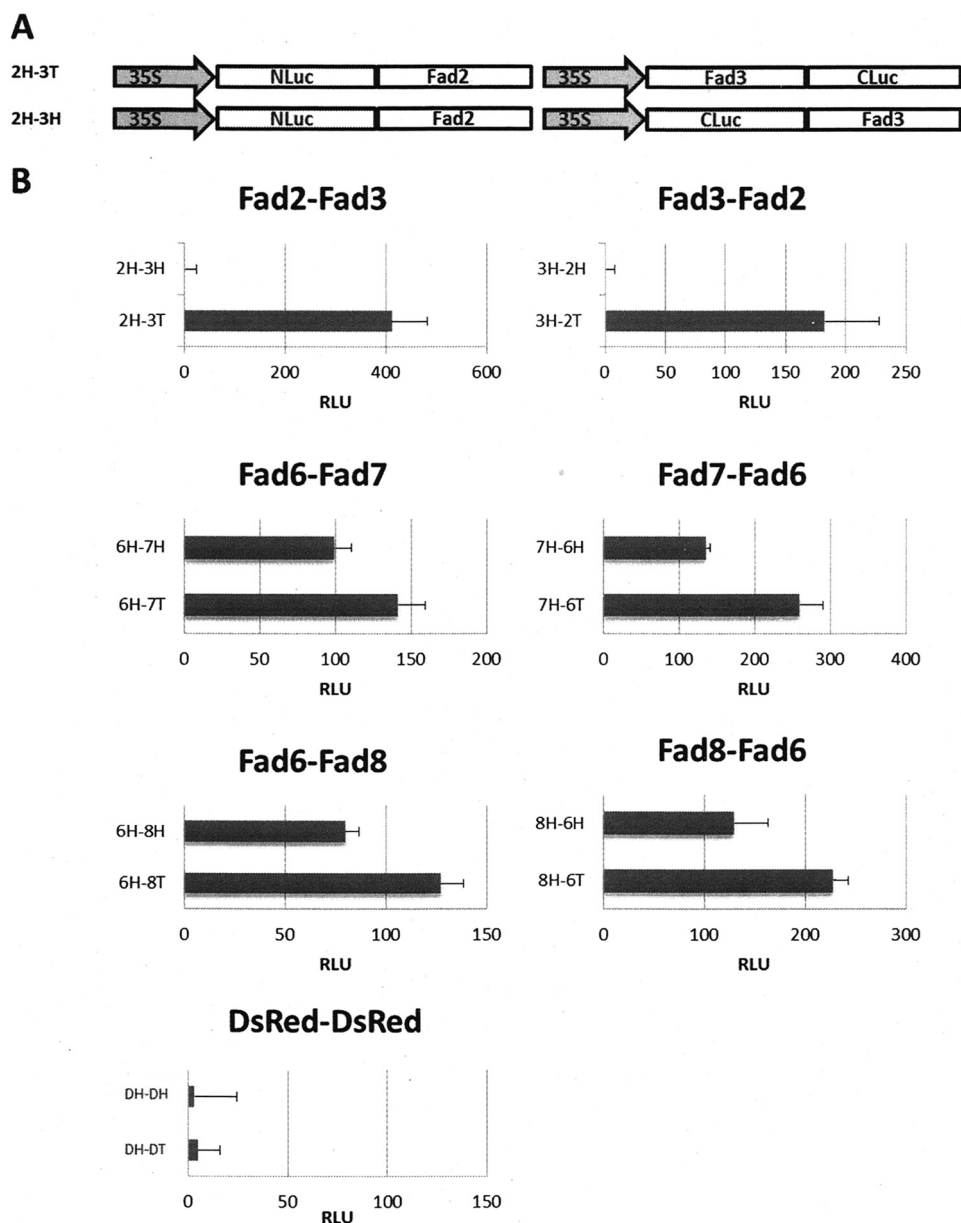 A
2H-3T 35S NLuc Fad2 35S Fad3 CLuc
2H-3H 35S NLuc Fad2 35S CLuc Fad3
B
Fad2-Fad3
2H-3H
2H-3T
0 200 400 600
RLU
Fad3-Fad2
3H-2H
3H-2T
0 50 100 150 200 250
RLU
Fad6-Fad7
6H-7H
6H-7T
0 50 100 150 200
RLU
Fad7-Fad6
7H-6H
7H-6T
0 100 200 300 400
RLU
Fad6-Fad8
6H-8H
6H-8T
0 50 100 150
RLU
Fad8-Fad6
8H-6H
8H-6T
0 100 200 300
RLU
DsRed-DsRed
DH-DH
DH-DT
0 50 100 150
RLU